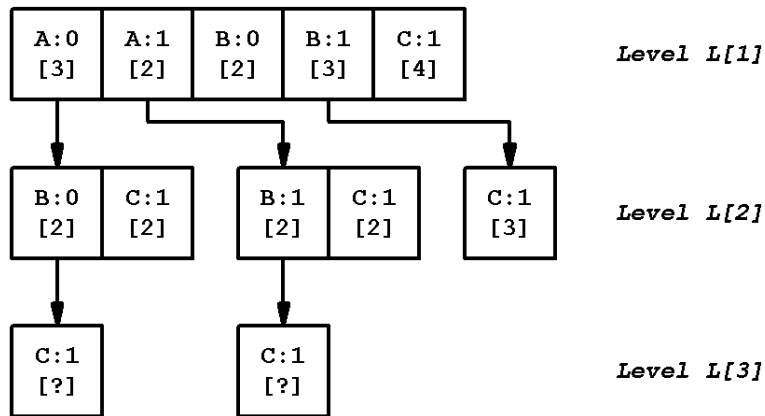 A:0 A:1 B:0 B:1 C:1 Level L[1]
[3] [2] [2] [3] [4]
B:0 C:1 B:1 C:1 C:1 Level L[2]
[2] [2] [2] [2] [3]
C:1 C:1 Level L[3]
[?] [?]